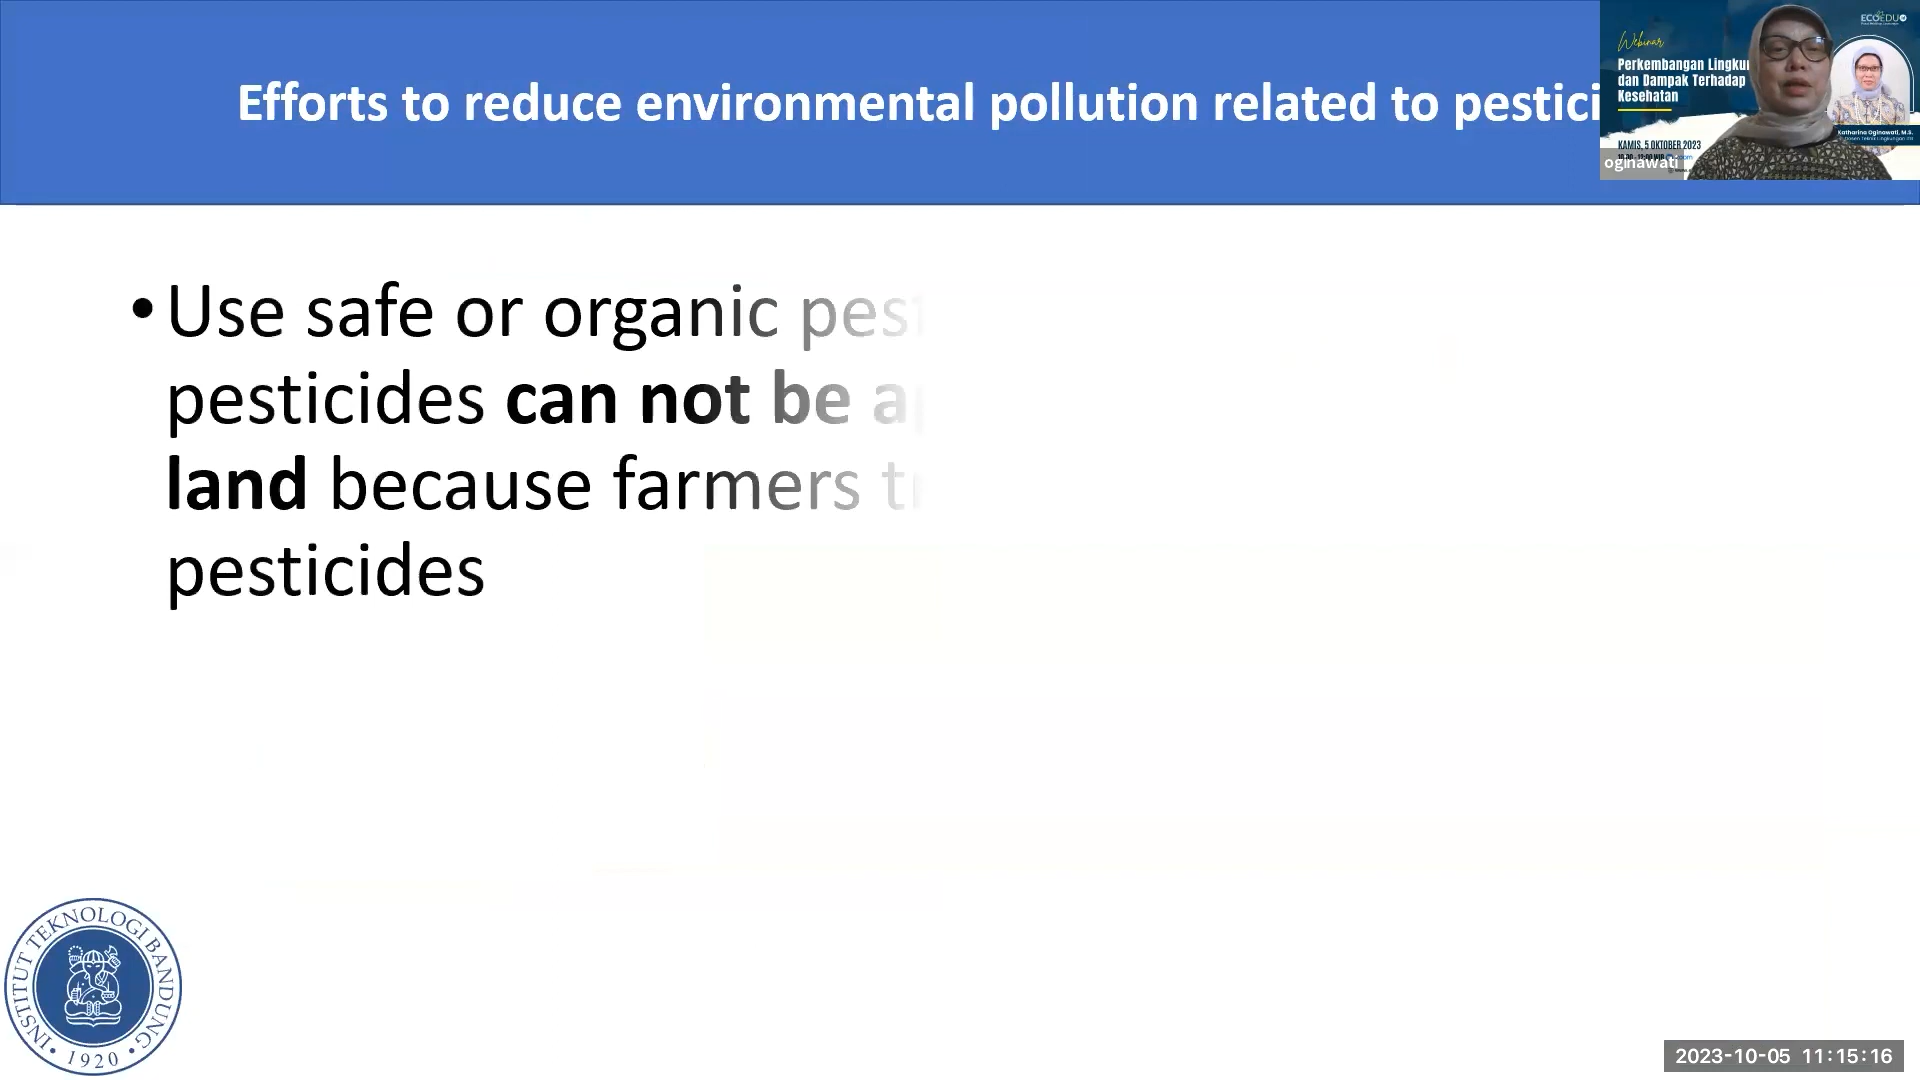 Efforts to reduce environmental pollution related to pestici
ECOEDU
Webinar
Perkembangan Lingku
dan Dampak Terhadap
Kesehatan
Katharina Oginawati, M.S.
KAMIS, 5 OKTOBER 2023
oginawati
• Use safe or organic pest
pesticides can not be a
land because farmers t
pesticides
INSTITUT TEKNOLOGI BANDUNG
• 1920 •
2023-10-05 11:15:16